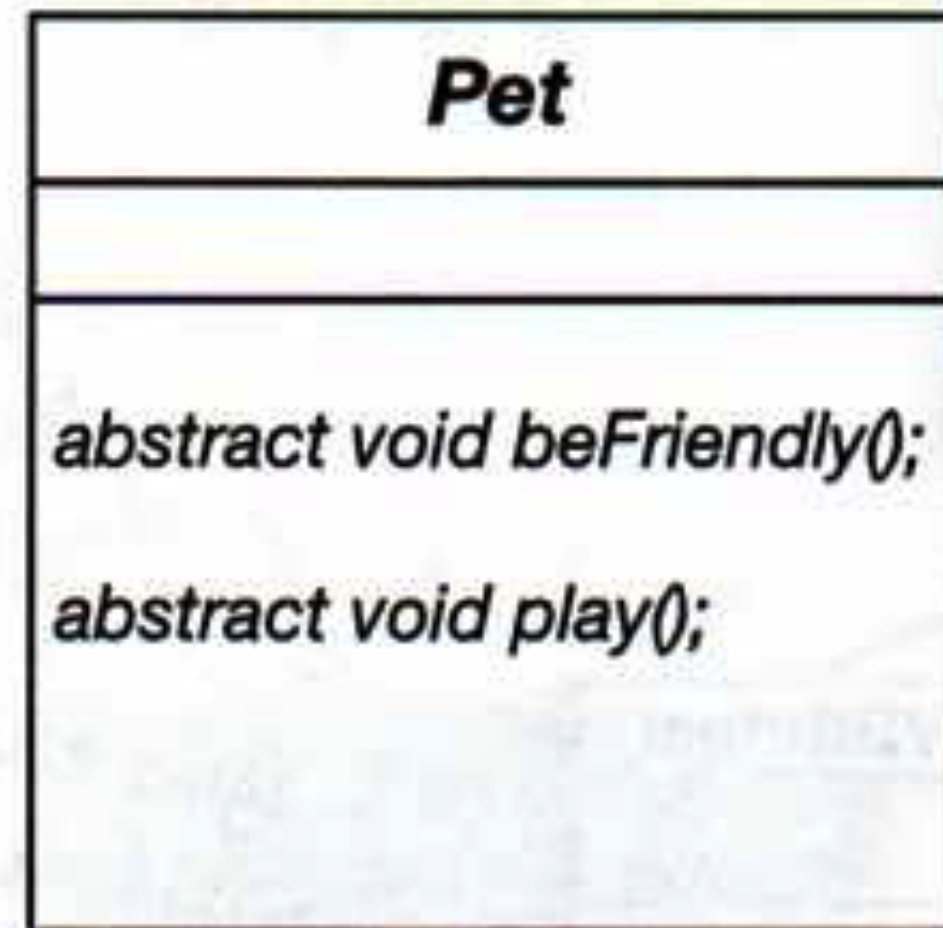 Pet
abstract void beFriendly();
abstract void play();